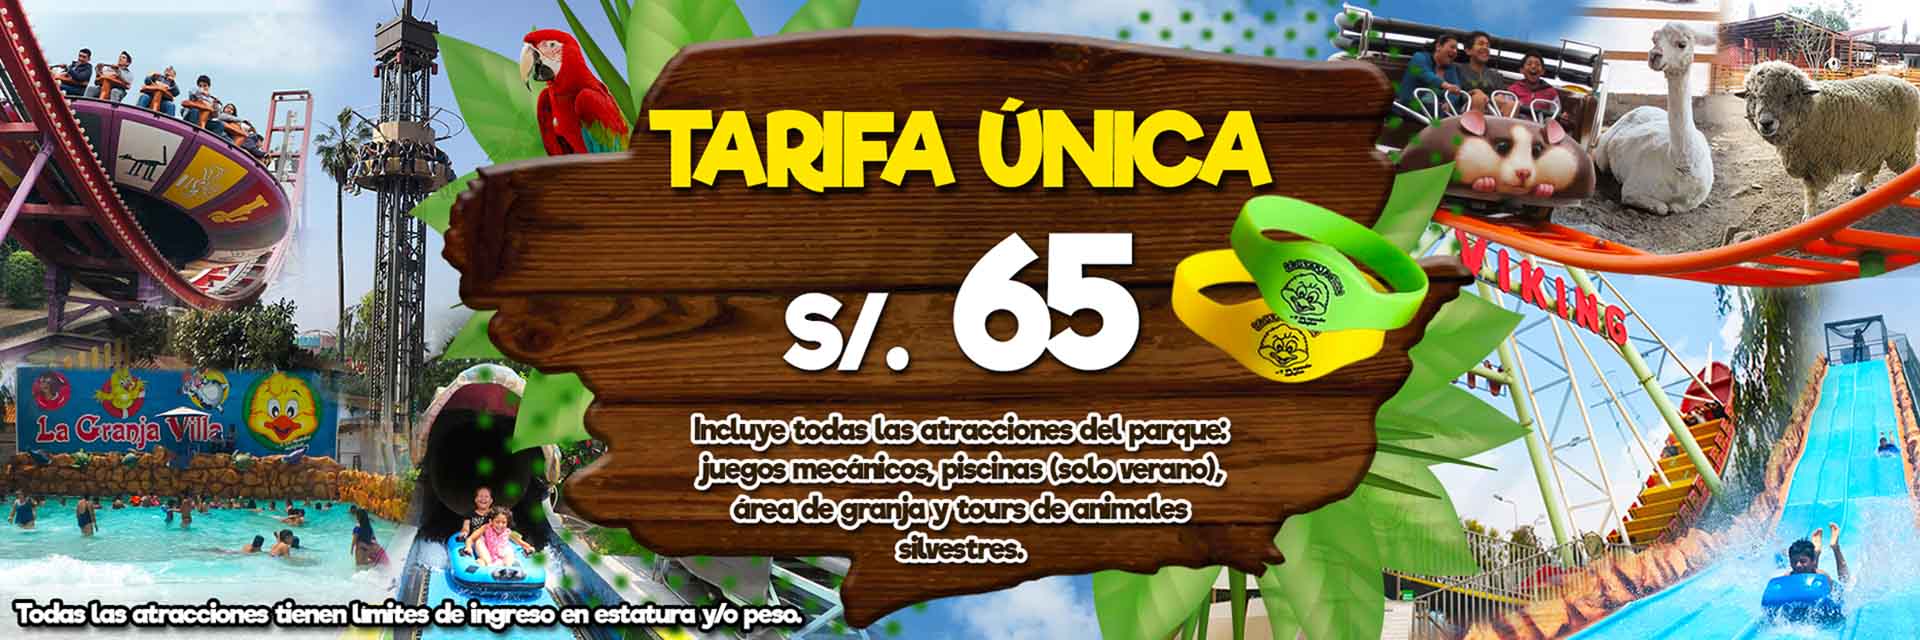 TARIFA ÚNICA
S/. 65
Incluye todas las atracciones del parque:
juegos mecánicos, piscinas (solo verano),
área de granja y tours de animales
silvestres.
VIKING
La Granja Villa
Todas las atracciones tienen límites de ingreso en estatura y/o peso.